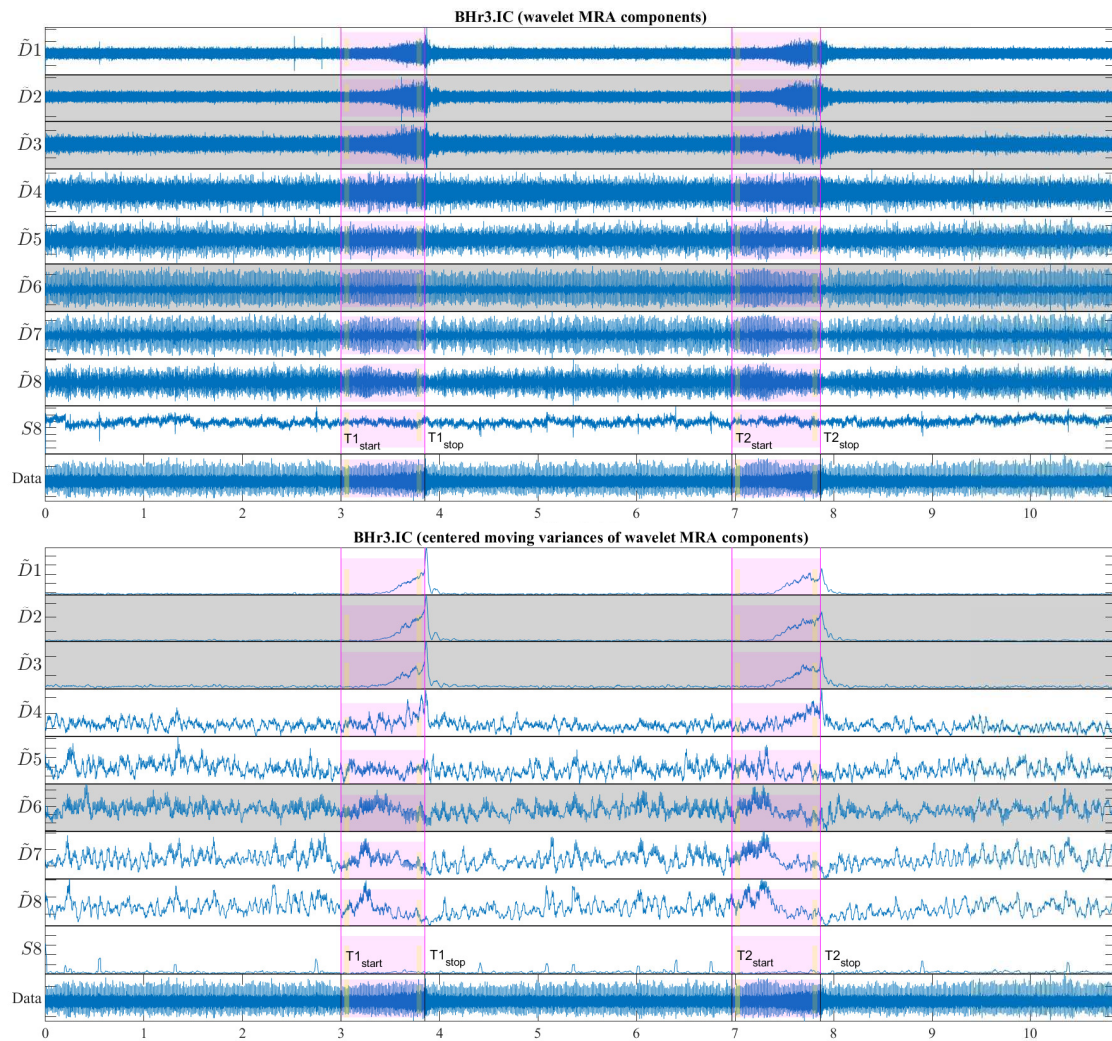 BHr3.IC (wavelet MRA components)
D̃1
D̃2
D̃3
D̃4
D̃5
D̃6
D̃7
D̃8
S8
T1start T1stop T2start T2stop
Data
0 1 2 3 4 5 6 7 8 9 10
BHr3.IC (centered moving variances of wavelet MRA components)
D̃1
D̃2
D̃3
D̃4
D̃5
D̃6
D̃7
D̃8
S8
T1start T1stop T2start T2stop
Data
0 1 2 3 4 5 6 7 8 9 10